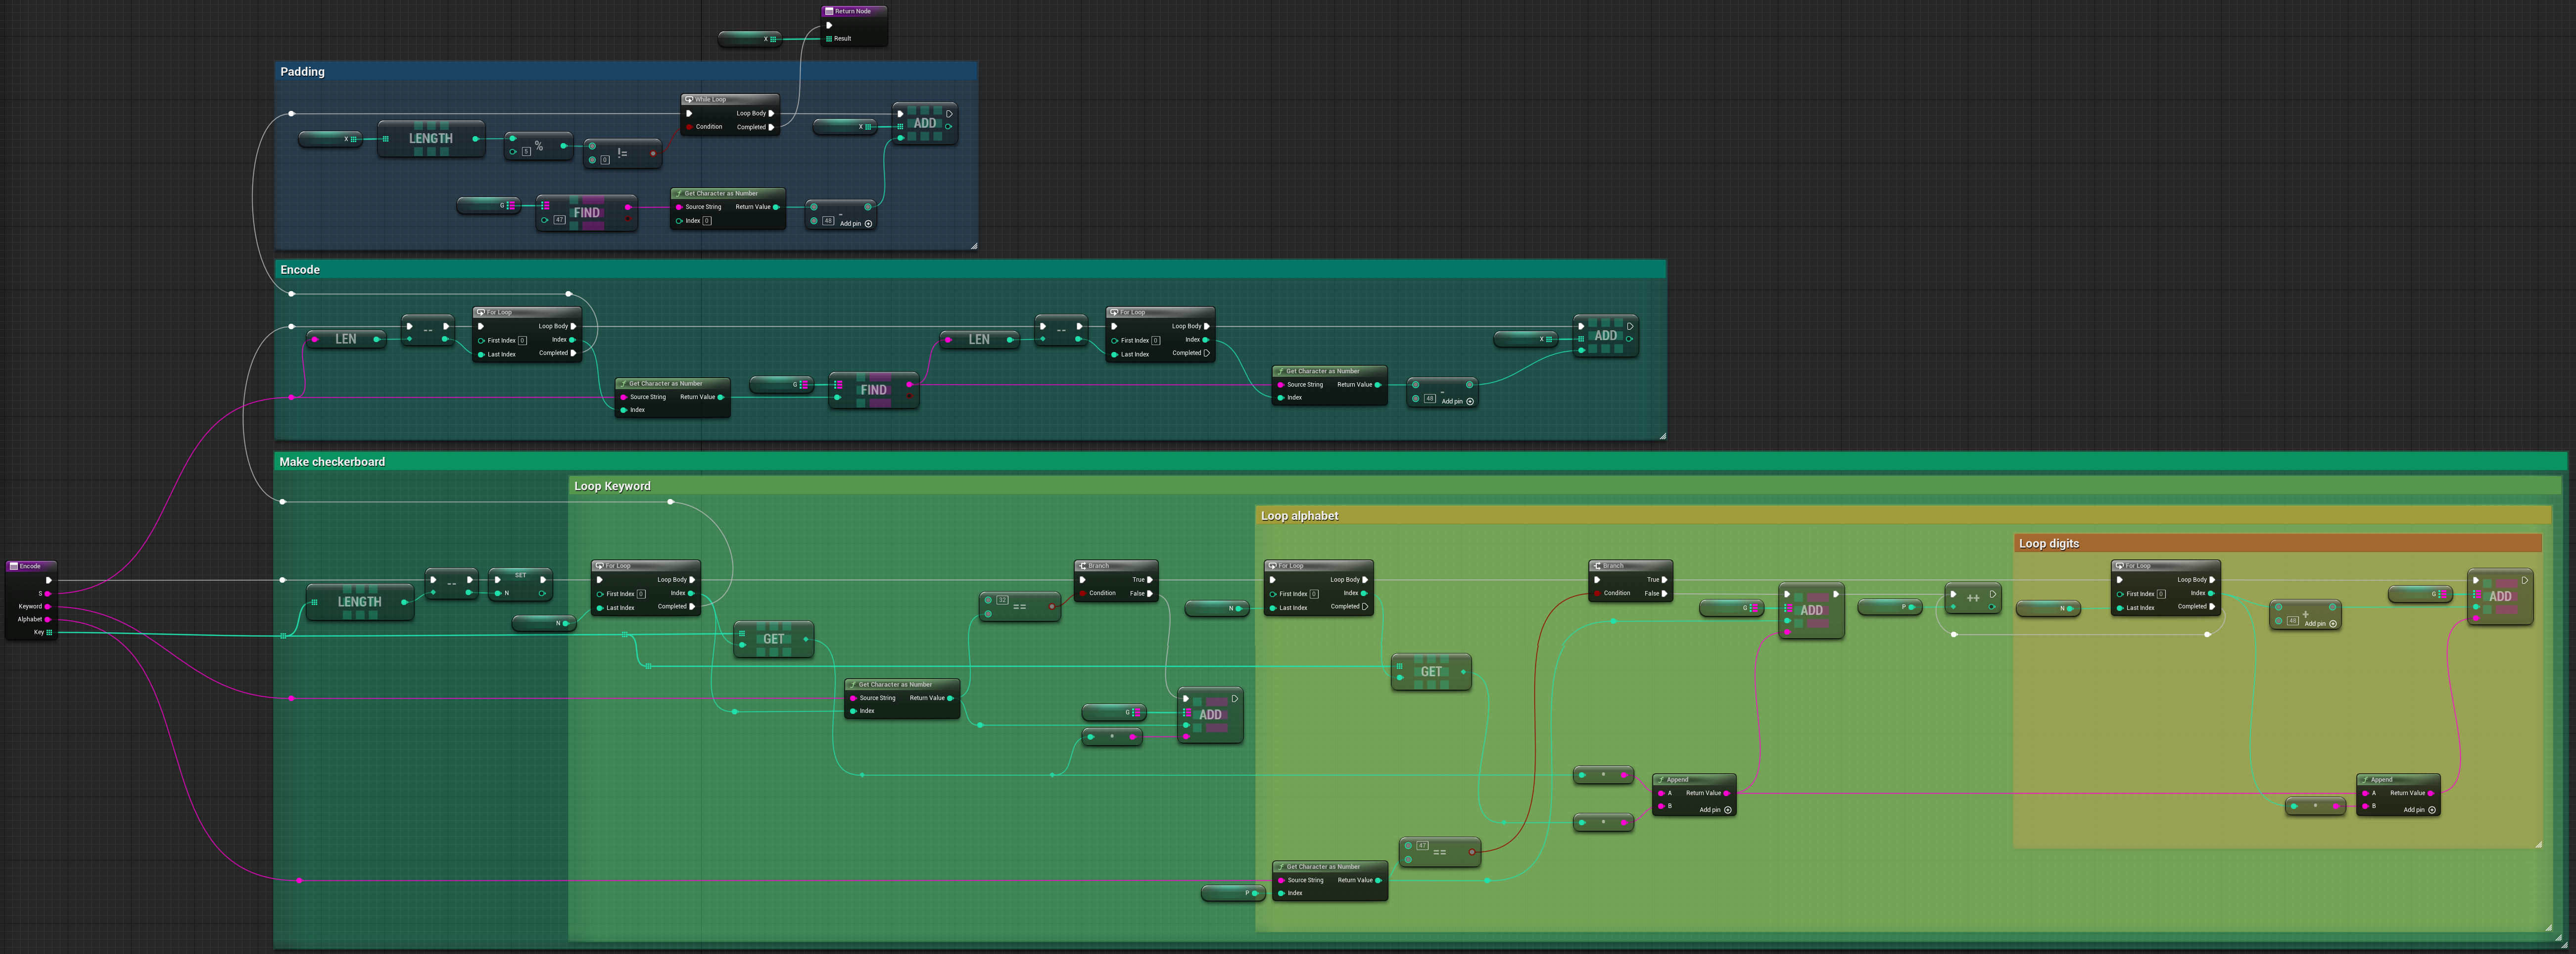 Return Node
X
Result
Padding
While Loop
Loop Body
Condition
Completed
X
LENGTH
5
%
0
!=
X
ADD
G
47
FIND
Get Character as Number
Source String
Return Value
Index 0
-
48
Add pin
Encode
LEN
--
For Loop
Loop Body
First Index 0
Index
Last Index
Completed
Get Character as Number
Source String
Return Value
Index
G
FIND
LEN
--
For Loop
Loop Body
First Index 0
Index
Last Index
Completed
Get Character as Number
Source String
Return Value
Index
-
48
Add pin
X
ADD
Make checkerboard
Encode
S
Keyword
Alphabet
Key
LENGTH
--
SET
N
N
Loop Keyword
For Loop
Loop Body
First Index 0
Index
Last Index
Completed
GET
Get Character as Number
Source String
Return Value
Index
32
==
Branch
True
Condition
False
G
ADD
N
Loop alphabet
For Loop
Loop Body
First Index 0
Index
Last Index
Completed
GET
P
Get Character as Number
Source String
Return Value
Index
47
==
Branch
True
Condition
False
Append
A
Return Value
B
Add pin
G
ADD
P
++
N
Loop digits
For Loop
Loop Body
First Index 0
Index
Last Index
Completed
+
48
Add pin
Append
A
Return Value
B
Add pin
G
ADD